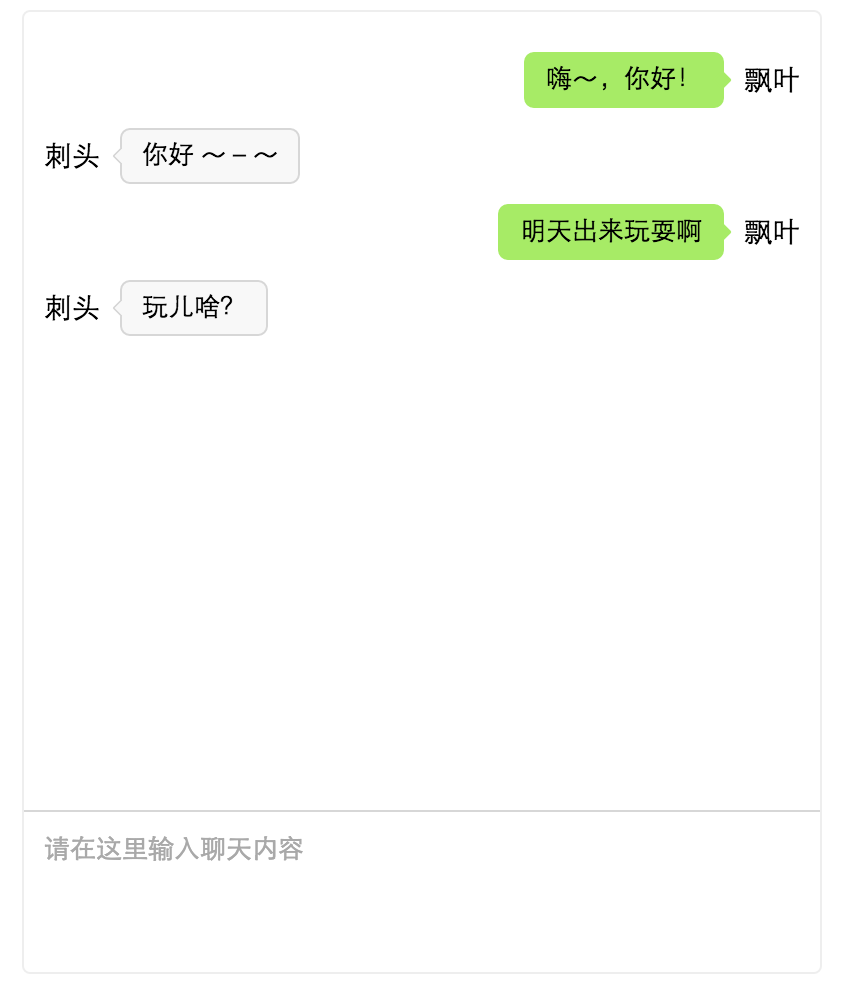 嗨～，你好！ 飘叶
刺头 你好 ～－～
明天出来玩耍啊 飘叶
刺头 玩儿啥？
请在这里输入聊天内容